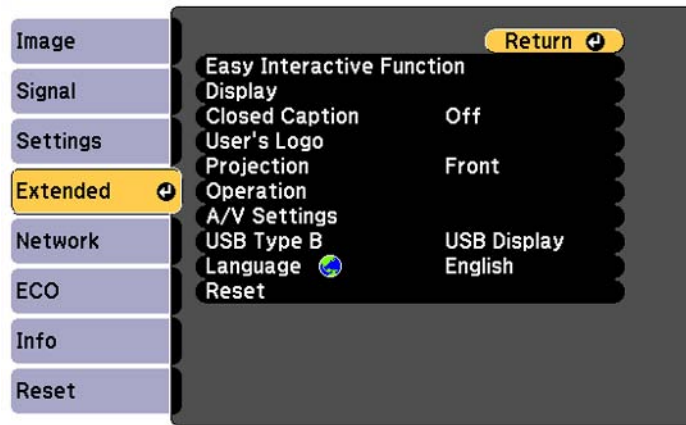 Image
Signal
Settings
Extended
Network
ECO
Info
Reset
Return
Easy Interactive Function
Display
Closed Caption Off
User's Logo
Projection Front
Operation
A/V Settings
USB Type B USB Display
Language English
Reset